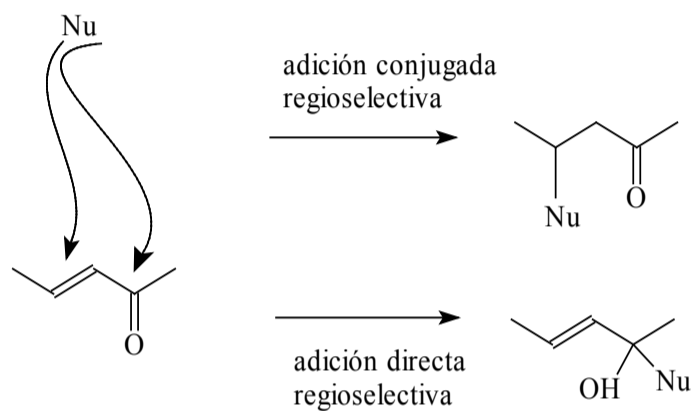 Nu
adición conjugada
regioselectiva
O
Nu
O
adición directa
regioselectiva
OH
Nu